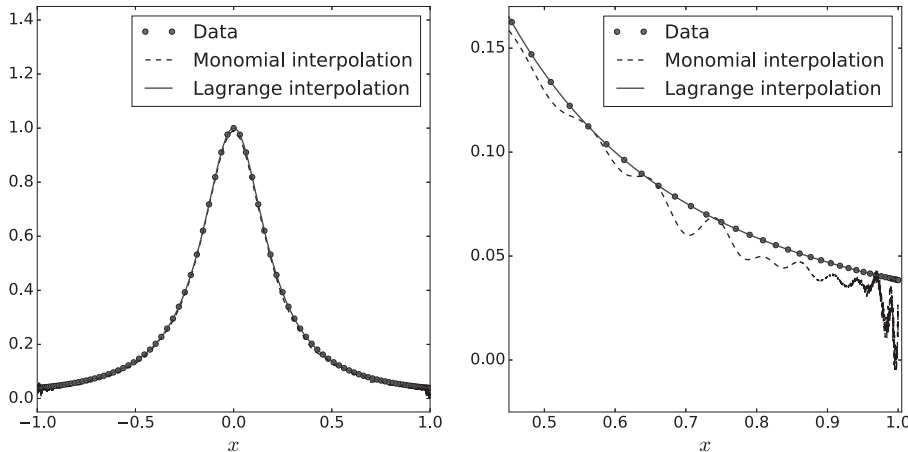 1.4
1.2
1.0
0.8
0.6
0.4
0.2
0.0
−1.0 −0.5 0.0 0.5 1.0
x
Data
Monomial interpolation
Lagrange interpolation
0.15
0.10
0.05
0.00
0.5 0.6 0.7 0.8 0.9 1.0
x
Data
Monomial interpolation
Lagrange interpolation